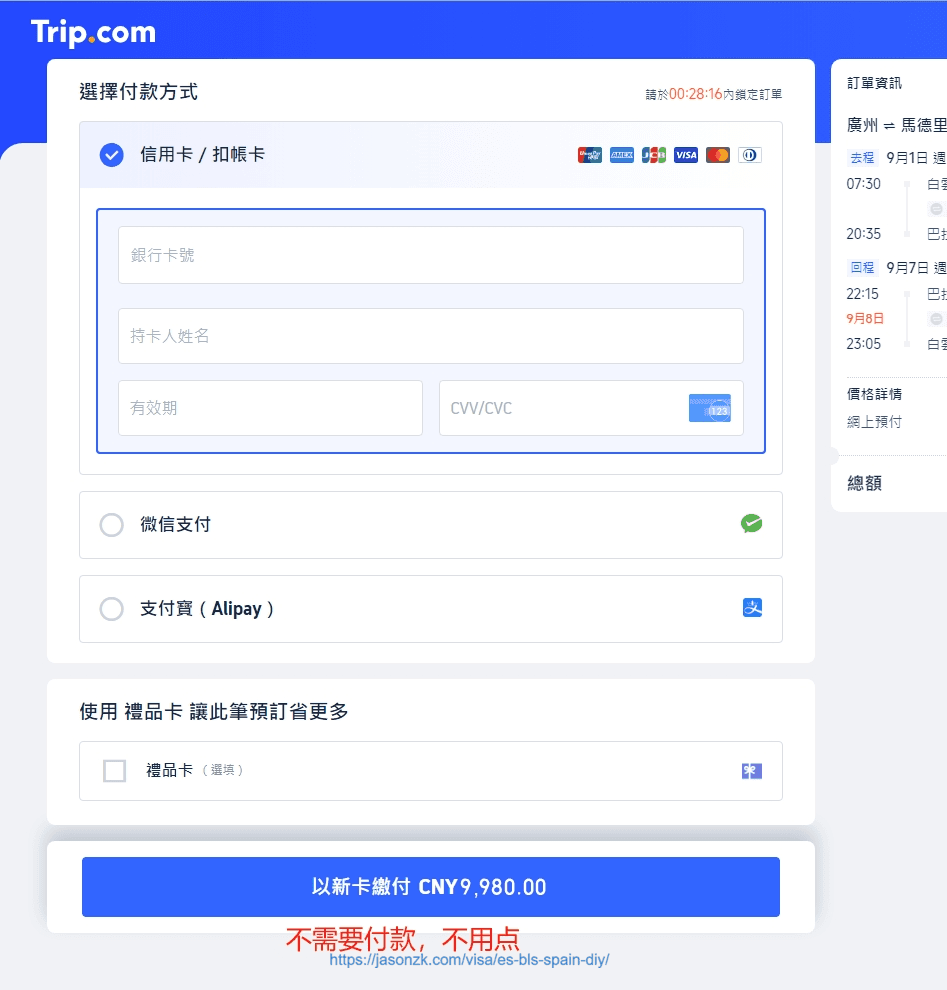 Trip.com
選擇付款方式
請於00:28:16內鎖定訂單
信用卡 / 扣帳卡
AMEX
JCB
VISA
銀行卡號
持卡人姓名
有效期
CVV/CVC
123
微信支付
支付寶 ( Alipay )
使用 禮品卡 讓此筆預訂省更多
禮品卡 ( 選填 )
以新卡繳付 CNY9,980.00
不需要付款，不用点
https://jasonzk.com/visa/es-bls-spain-diy/
訂單資訊
廣州 ⇌ 馬德里
去程 9月1日 週
07:30 白雲
20:35 巴拉
回程 9月7日 週
22:15 巴拉
9月8日
23:05 白雲
價格詳情
網上預付
總額